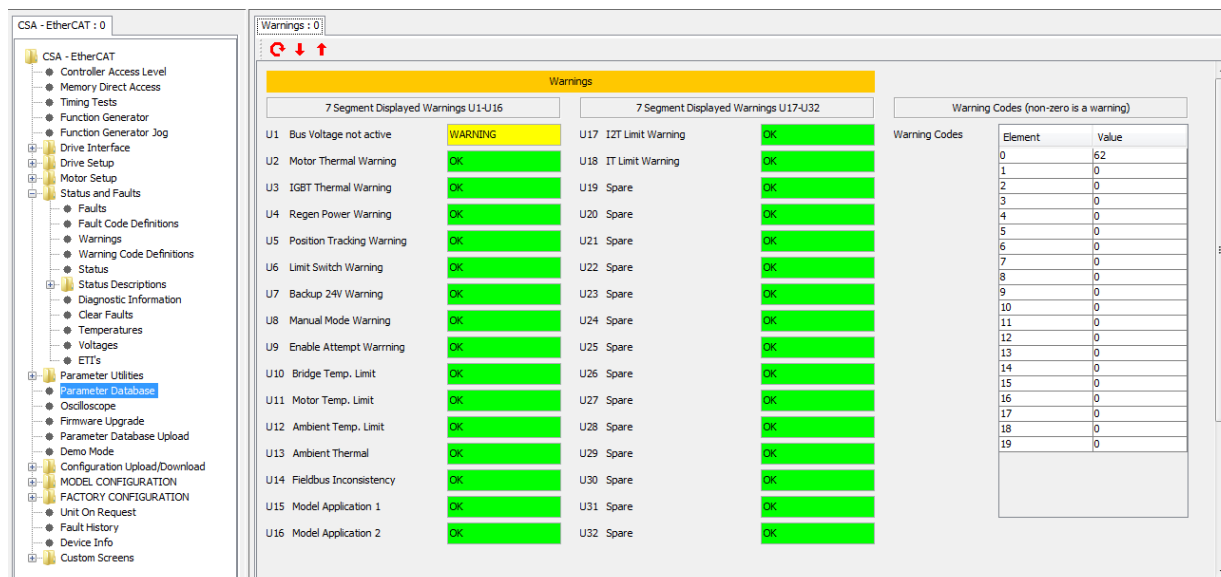 CSA - EtherCAT : 0
CSA - EtherCAT
Controller Access Level
Memory Direct Access
Timing Tests
Function Generator
Function Generator Jog
Drive Interface
Drive Setup
Motor Setup
Status and Faults
Faults
Fault Code Definitions
Warnings
Warning Code Definitions
Status
Status Descriptions
Diagnostic Information
Clear Faults
Temperatures
Voltages
ETI's
Parameter Utilities
Parameter Database
Oscilloscope
Firmware Upgrade
Parameter Database Upload
Demo Mode
Configuration Upload/Download
MODEL CONFIGURATION
FACTORY CONFIGURATION
Unit On Request
Fault History
Device Info
Custom Screens
Warnings : 0
Warnings
7 Segment Displayed Warnings U1-U16
U1 Bus Voltage not active WARNING
U2 Motor Thermal Warning OK
U3 IGBT Thermal Warning OK
U4 Regen Power Warning OK
U5 Position Tracking Warning OK
U6 Limit Switch Warning OK
U7 Backup 24V Warning OK
U8 Manual Mode Warning OK
U9 Enable Attempt Warrning OK
U10 Bridge Temp. Limit OK
U11 Motor Temp. Limit OK
U12 Ambient Temp. Limit OK
U13 Ambient Thermal OK
U14 Fieldbus Inconsistency OK
U15 Model Application 1 OK
U16 Model Application 2 OK
7 Segment Displayed Warnings U17-U32
U17 I2T Limit Warning OK
U18 IT Limit Warning OK
U19 Spare OK
U20 Spare OK
U21 Spare OK
U22 Spare OK
U23 Spare OK
U24 Spare OK
U25 Spare OK
U26 Spare OK
U27 Spare OK
U28 Spare OK
U29 Spare OK
U30 Spare OK
U31 Spare OK
U32 Spare OK
Warning Codes (non-zero is a warning)
Warning Codes
Element Value
0 62
1 0
2 0
3 0
4 0
5 0
6 0
7 0
8 0
9 0
10 0
11 0
12 0
13 0
14 0
15 0
16 0
17 0
18 0
19 0